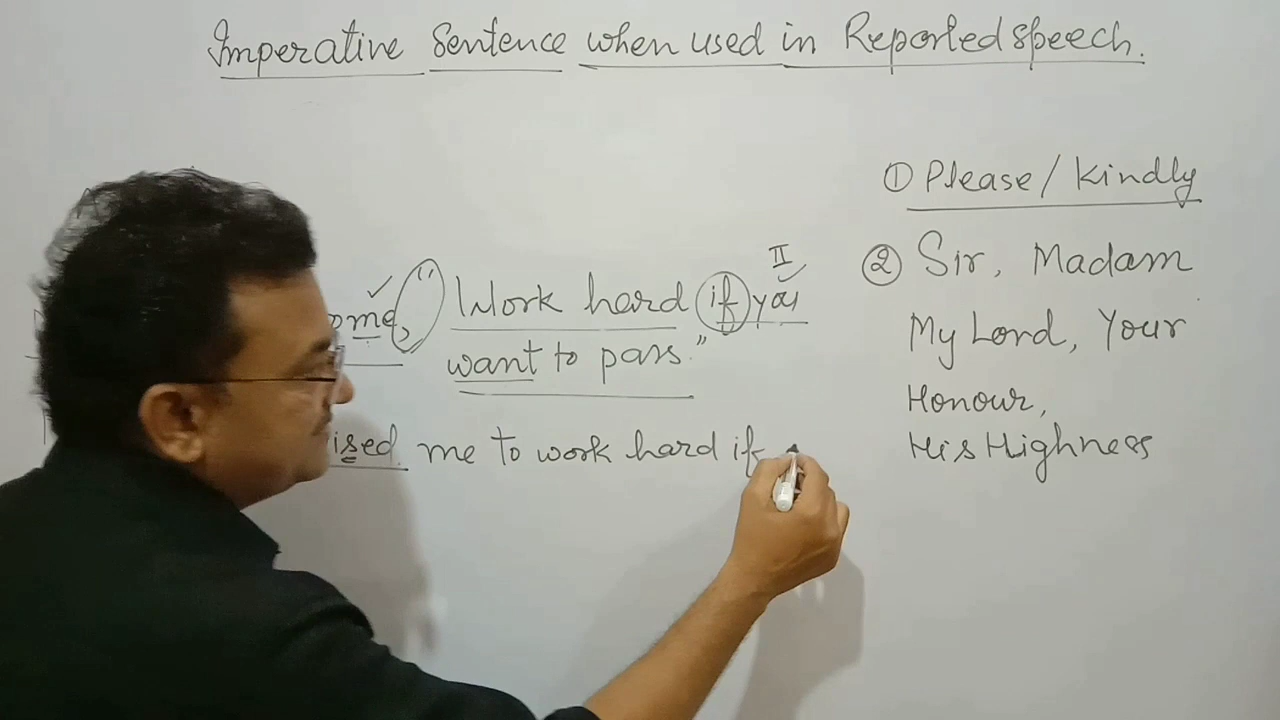 Imperative Sentence when used in Reported speech.
① Please / Kindly
② Sir, Madam
My Lord, Your
Honour,
His Highness
II
me, " Work hard if you
want to pass."
me to work hard if